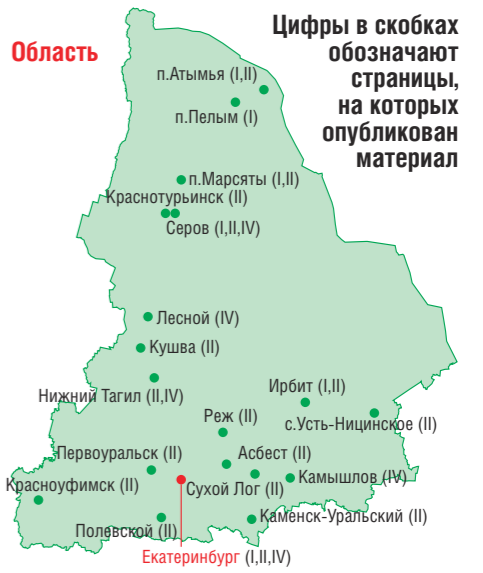 Область
Цифры в скобках
обозначают
страницы,
на которых
опубликован
материал
п.Атымья (I,II)
п.Пелым (I)
п.Марсяты (I,II)
Краснотурьинск (II)
Серов (I,II,IV)
Лесной (IV)
Кушва (II)
Нижний Тагил (II,IV)
Ирбит (I,II)
с.Усть-Ницинское (II)
Реж (II)
Первоуральск (II)
Асбест (II)
Красноуфимск (II)
Сухой Лог (II)
Камышлов (IV)
Полевской (II)
Каменск-Уральский (II)
Екатеринбург (I,II,IV)